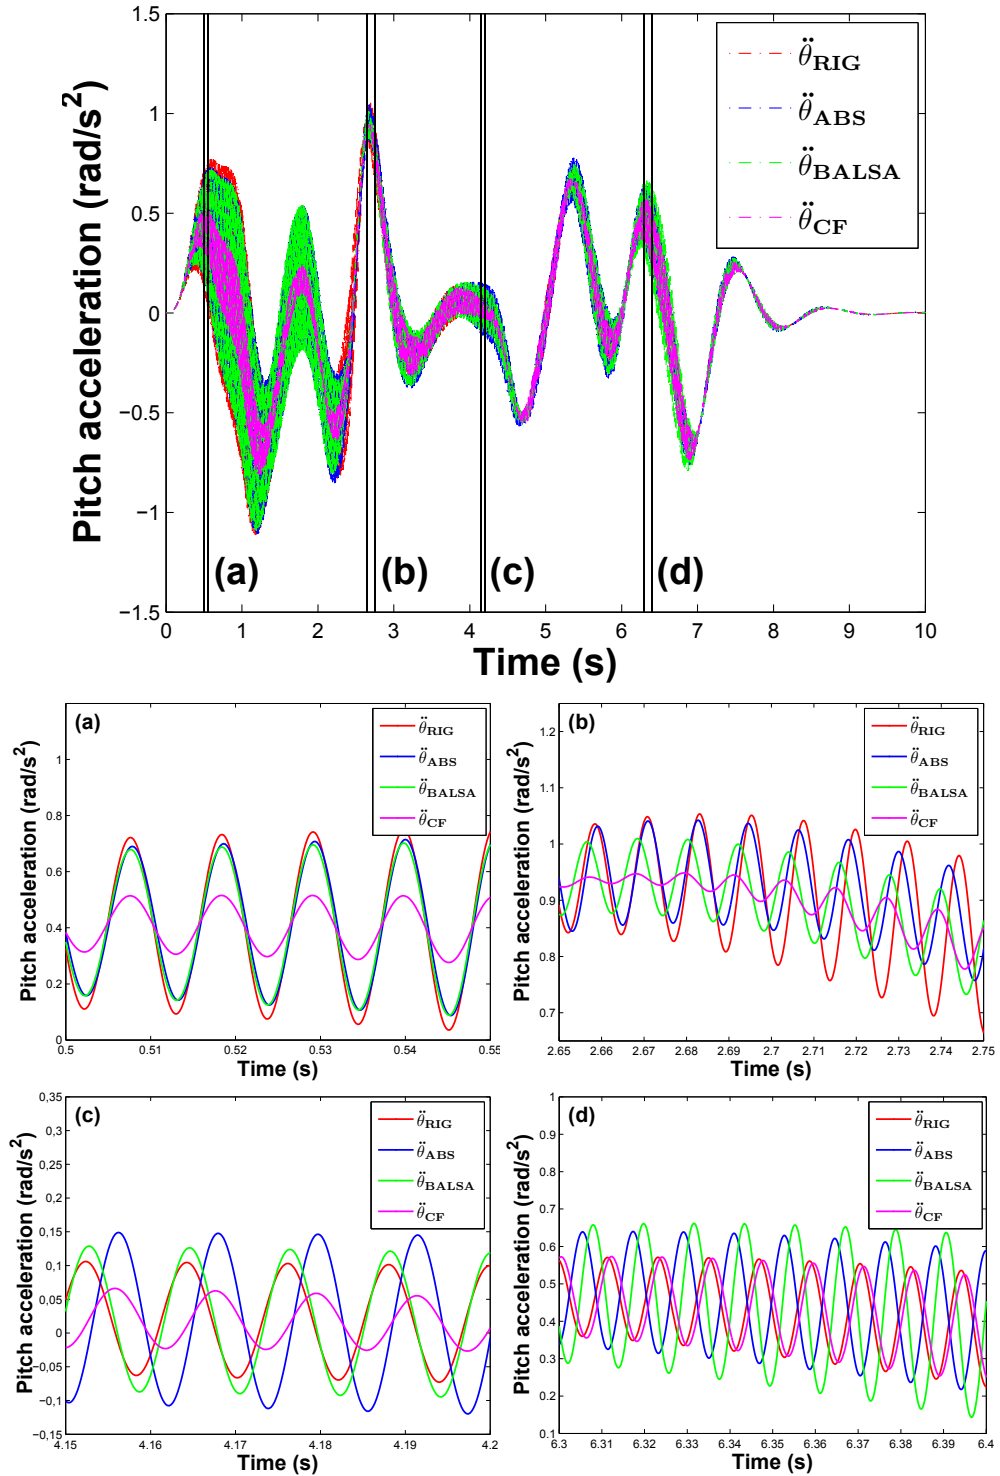 Pitch acceleration (rad/s²)
1.5
1
0.5
0
−0.5
−1
−1.5
θ̈RIG
θ̈ABS
θ̈BALSA
θ̈CF
(a)
(b)
(c)
(d)
0 1 2 3 4 5 6 7 8 9 10
Time (s)
(a)
Pitch acceleration (rad/s²)
1
0.8
0.6
0.4
0.2
0
θ̈RIG
θ̈ABS
θ̈BALSA
θ̈CF
0.5 0.51 0.52 0.53 0.54 0.55
Time (s)
(b)
Pitch acceleration (rad/s²)
1.2
1.1
1
0.9
0.8
0.7
θ̈RIG
θ̈ABS
θ̈BALSA
θ̈CF
2.65 2.66 2.67 2.68 2.69 2.7 2.71 2.72 2.73 2.74 2.75
Time (s)
(c)
Pitch acceleration (rad/s²)
0,35
0,3
0,25
0,2
0,15
0,1
0,05
0
−0,05
−0,1
−0,15
θ̈RIG
θ̈ABS
θ̈BALSA
θ̈CF
4.15 4.16 4.17 4.18 4.19 4.2
Time (s)
(d)
Pitch acceleration (rad/s²)
1
0.9
0.8
0.7
0.6
0.5
0.4
0.3
0.2
0.1
θ̈RIG
θ̈ABS
θ̈BALSA
θ̈CF
6.3 6.31 6.32 6.33 6.34 6.35 6.36 6.37 6.38 6.39 6.4
Time (s)